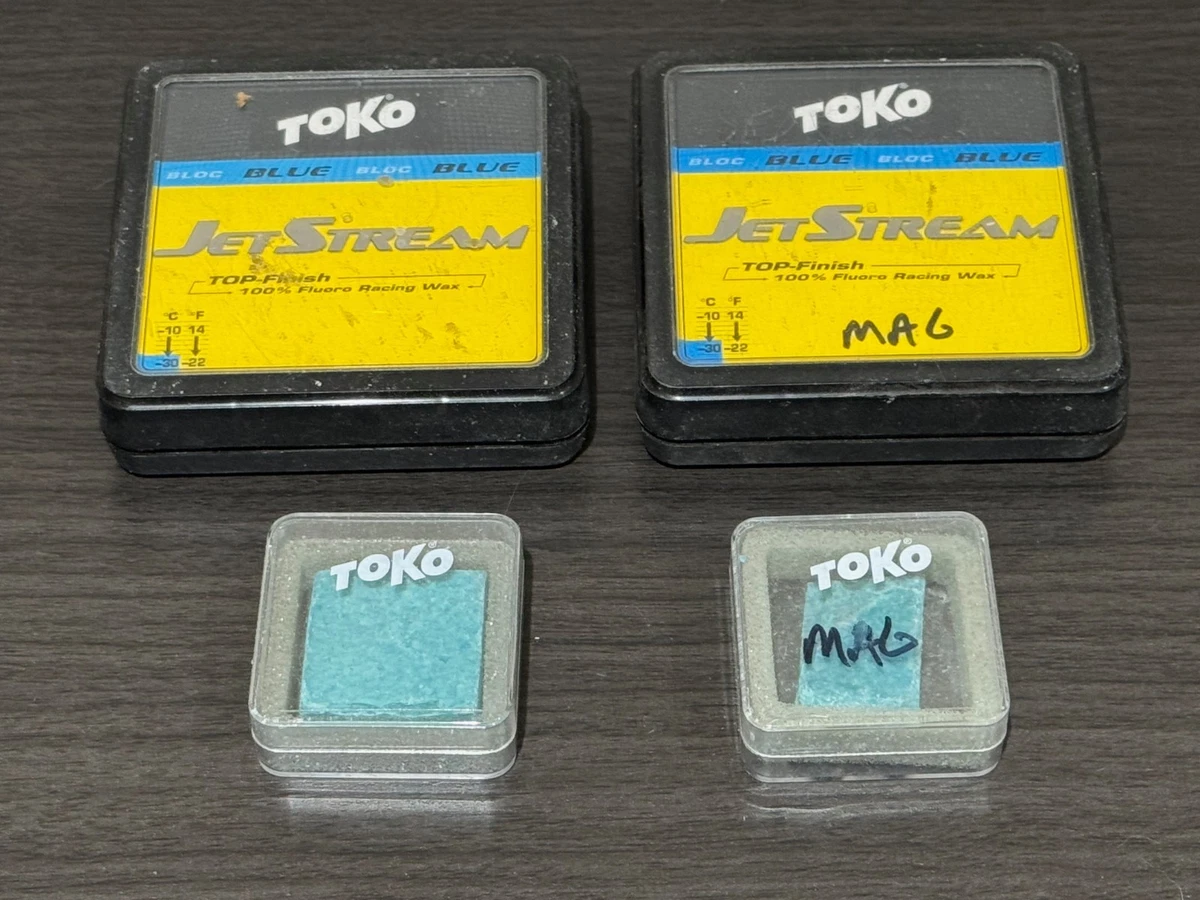 TOKO
BLOC BLUE BLOC BLUE
JETSTREAM
TOP-Finish
100% Fluoro Racing Wax
°C °F
-10 14
-30 -22
TOKO
BLOC BLUE BLOC BLUE
JETSTREAM
TOP-Finish
100% Fluoro Racing Wax
°C °F
-10 14
-30 -22
MAG
TOKO
TOKO
MAG